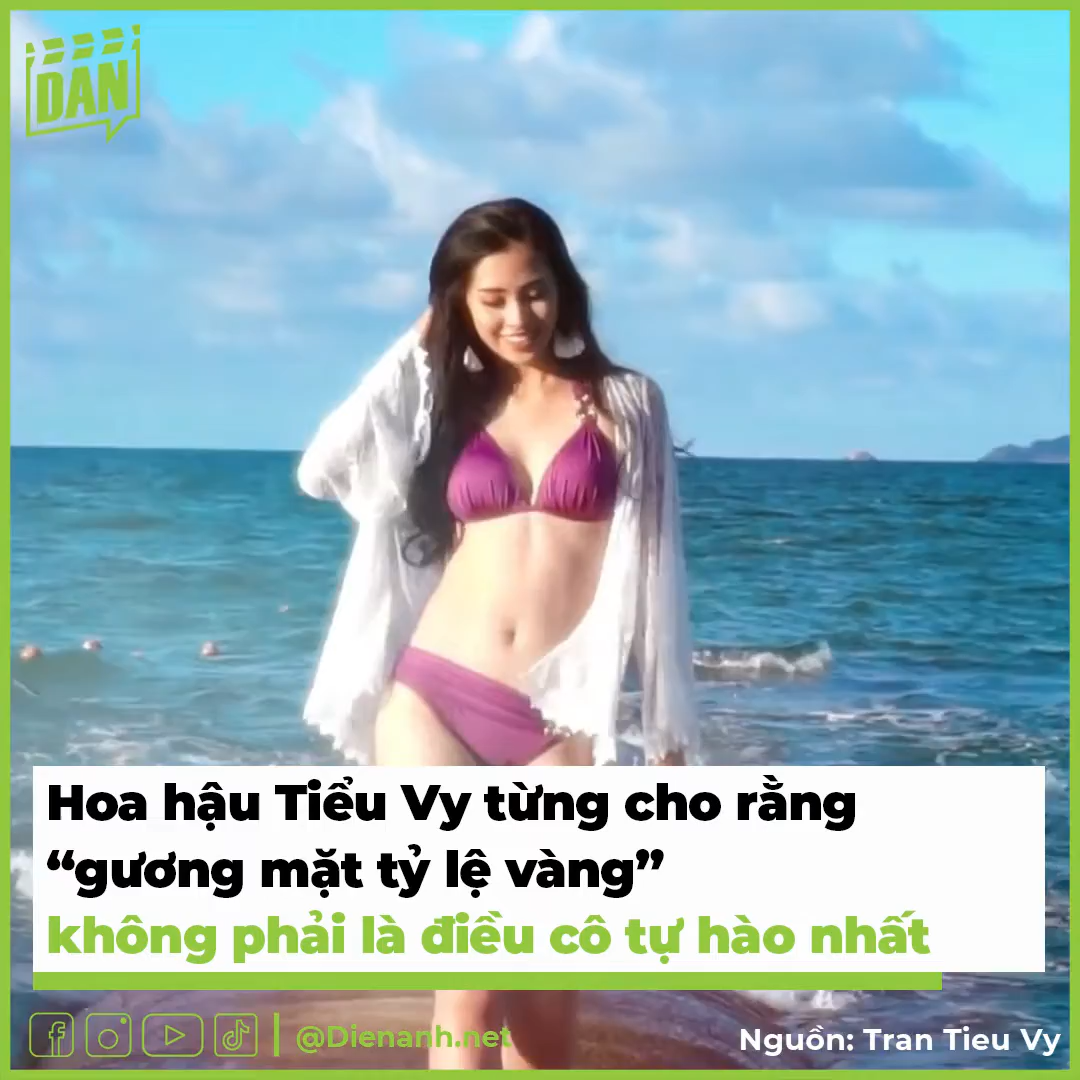 DAN
Hoa hậu Tiểu Vy từng cho rằng
“gương mặt tỷ lệ vàng”
không phải là điều cô tự hào nhất
@Dienanh.net
Nguồn: Tran Tieu Vy